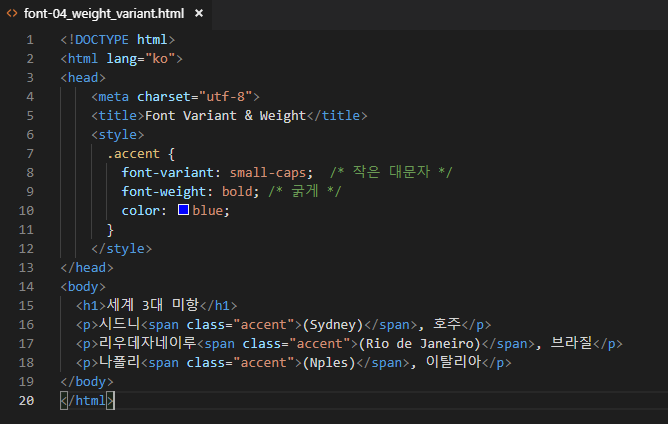 font-04_weight_variant.html ×
1 <!DOCTYPE html>
2 <html lang="ko">
3 <head>
4 <meta charset="utf-8">
5 <title>Font Variant & Weight</title>
6 <style>
7 .accent {
8 font-variant: small-caps; /* 작은 대문자 */
9 font-weight: bold; /* 굵게 */
10 color: blue;
11 }
12 </style>
13 </head>
14 <body>
15 <h1>세계 3대 미항</h1>
16 <p>시드니<span class="accent">(Sydney)</span>, 호주</p>
17 <p>리우데자네이루<span class="accent">(Rio de Janeiro)</span>, 브라질</p>
18 <p>나폴리<span class="accent">(Nples)</span>, 이탈리아</p>
19 </body>
20 </html>